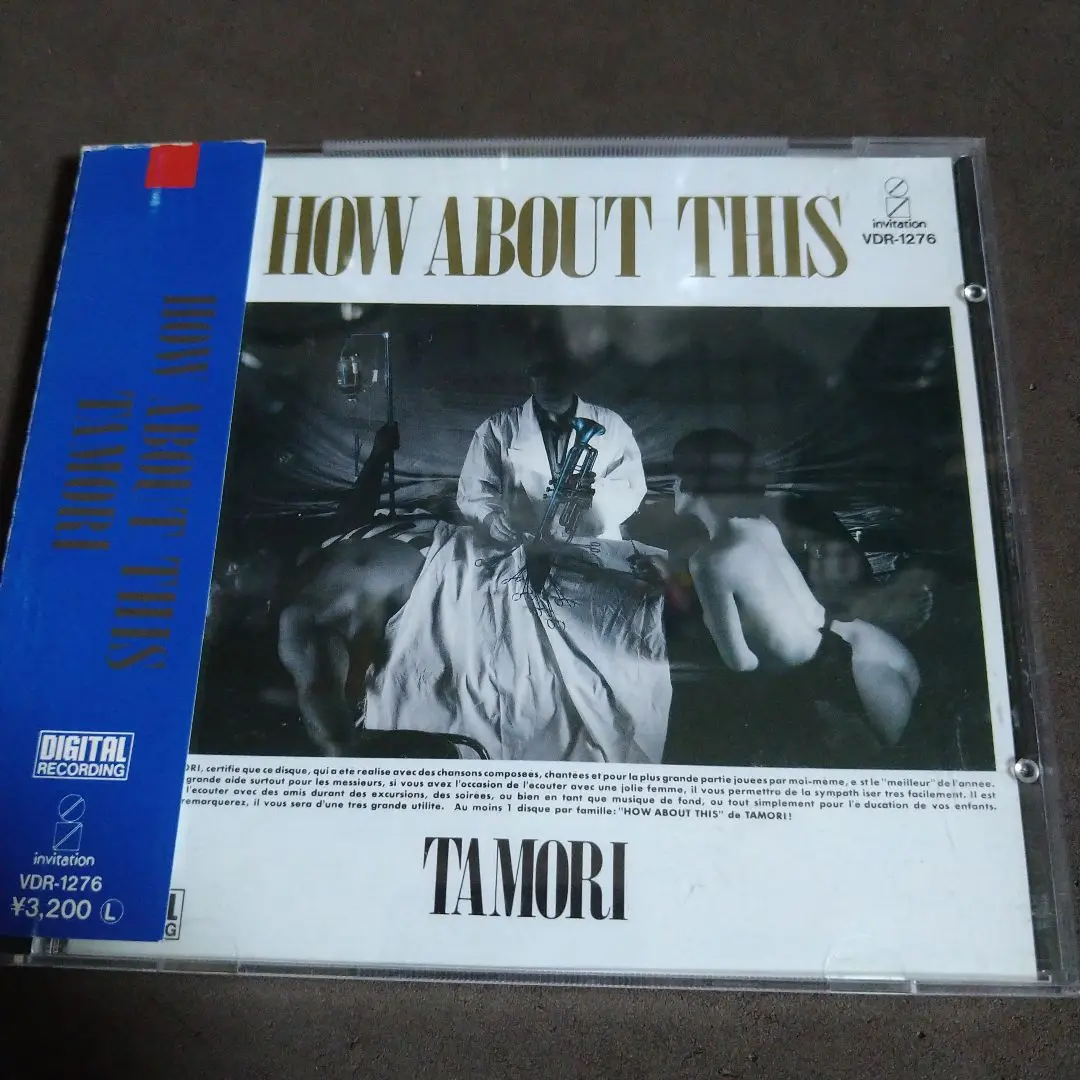 HOW ABOUT THIS
invitation
VDR-1276
HOW ABOUT THIS
TAMORI
DIGITAL
RECORDING
invitation
VDR-1276
¥3,200 L
certifie que ce disque, qui a ete realise avec des chansons composees, chantées et pour la plus grande partie jouees par moi-même, e st le "meilleur" de l'annee.
grande aide surtout pour les messieurs, si vous avez l'occasion de l'ecouter avec une jolie femme, il vous permettra de la sympath iser tres facilement. Il est
l'ecouter avec des amis durant des excursions, des soirées, ou bien en tant que musique de fond, ou tout simplement pour l'é ducation de vos enfants.
remarquerez, il vous sera d'une très grande utilite. Au moins 1 disque par famille: "HOW ABOUT THIS" de TAMORI!
TAMORI